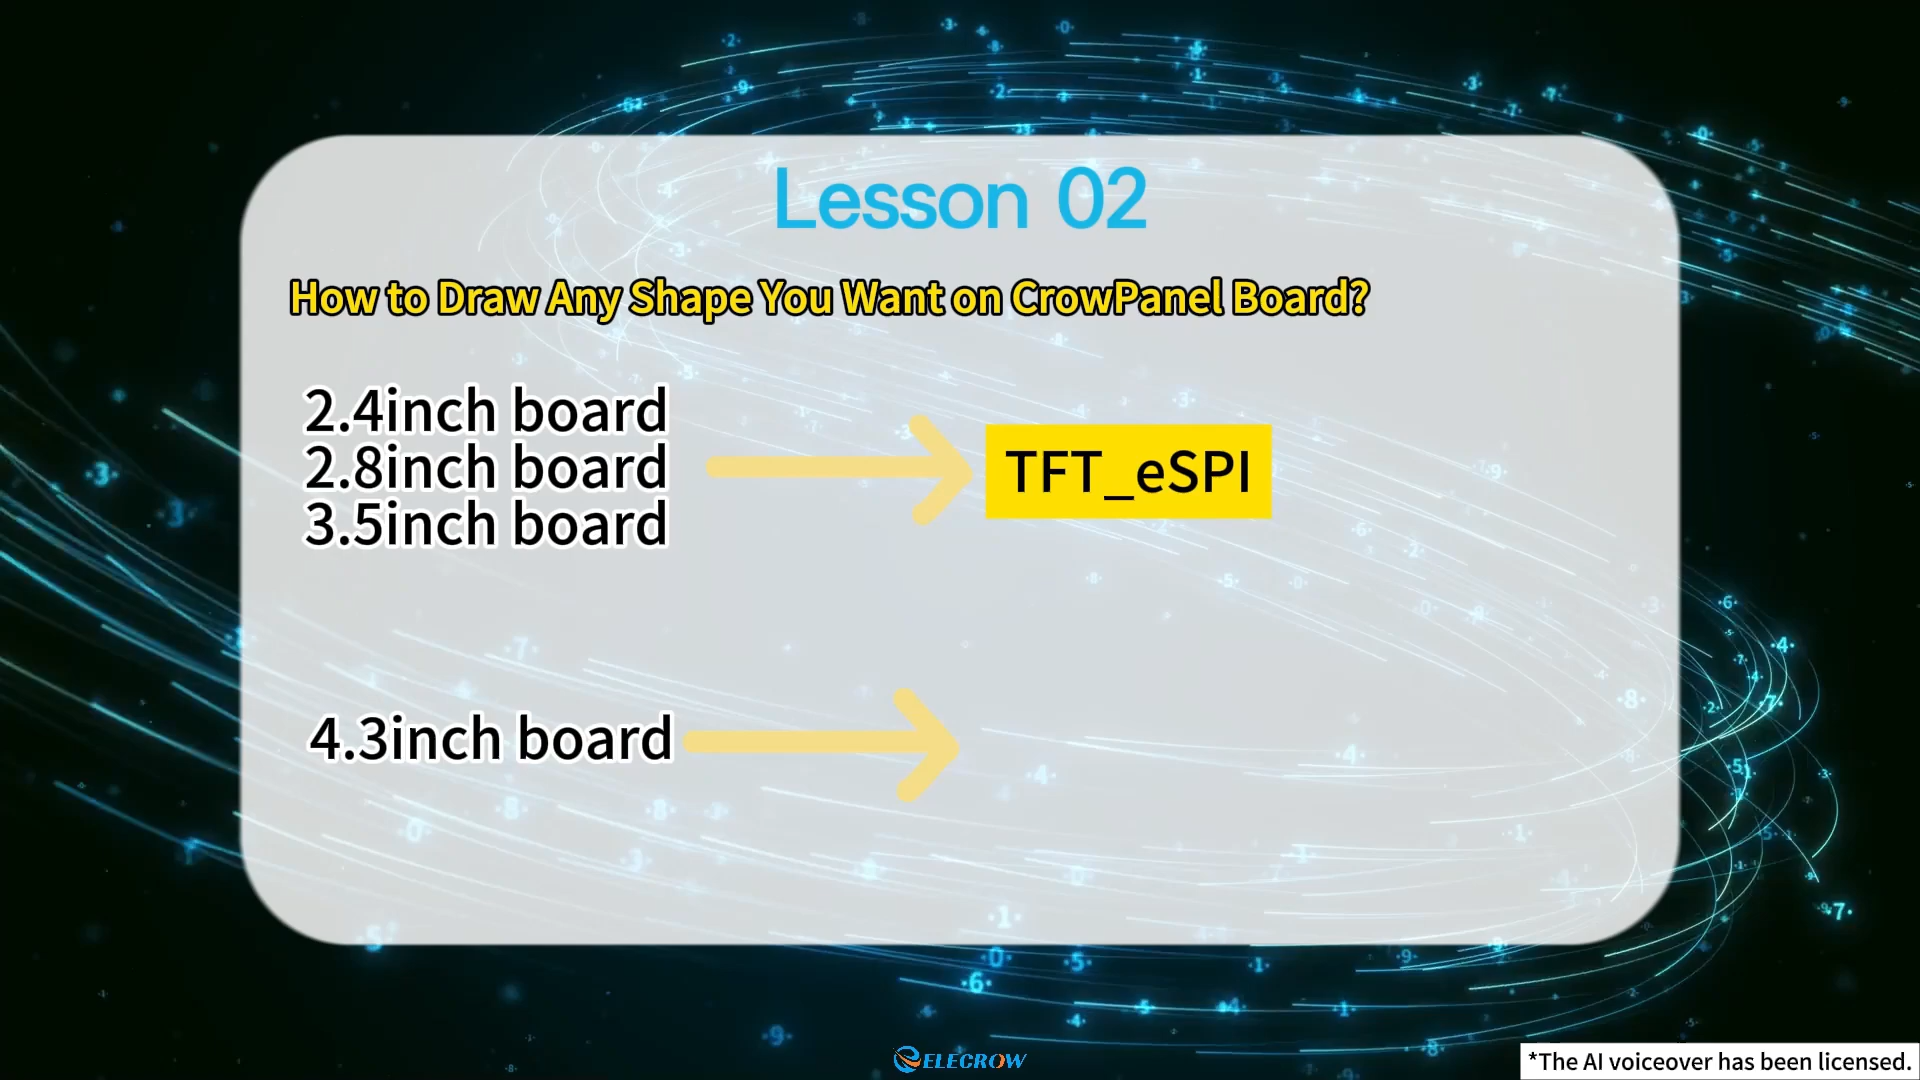 Lesson 02
How to Draw Any Shape You Want on CrowPanel Board?
2.4inch board
2.8inch board
3.5inch board
TFT_eSPI
4.3inch board
ELECROW
*The AI voiceover has been licensed.